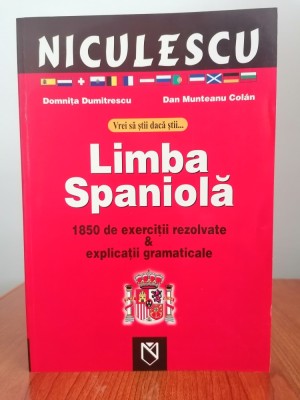 NICULESCU
Domnița Dumitrescu Dan Munteanu Colán
Vrei să știi dacă știi...
Limba
Spaniolă
1850 de exerciții rezolvate
&
explicații gramaticale